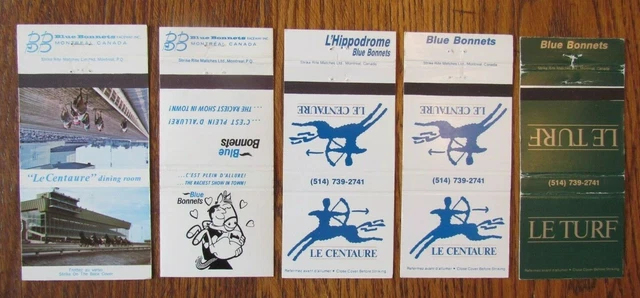 Blue Bonnets
MONTREAL CANADA
"Le Centaure" dining room
Blue Bonnets
MONTREAL CANADA
... C'EST PLEIN D'ALLURE!
... THE RACIEST SHOW IN TOWN!
Blue
Bonnets
... C'EST PLEIN D'ALLURE!
... THE RACIEST SHOW IN TOWN!
Blue
Bonnets
L'Hippodrome
Blue Bonnets
LE CENTAURE
(514) 739-2741
LE CENTAURE
Blue Bonnets
LE CENTAURE
(514) 739-2741
LE CENTAURE
Blue Bonnets
LE TURF
(514) 739-2741
LE TURF